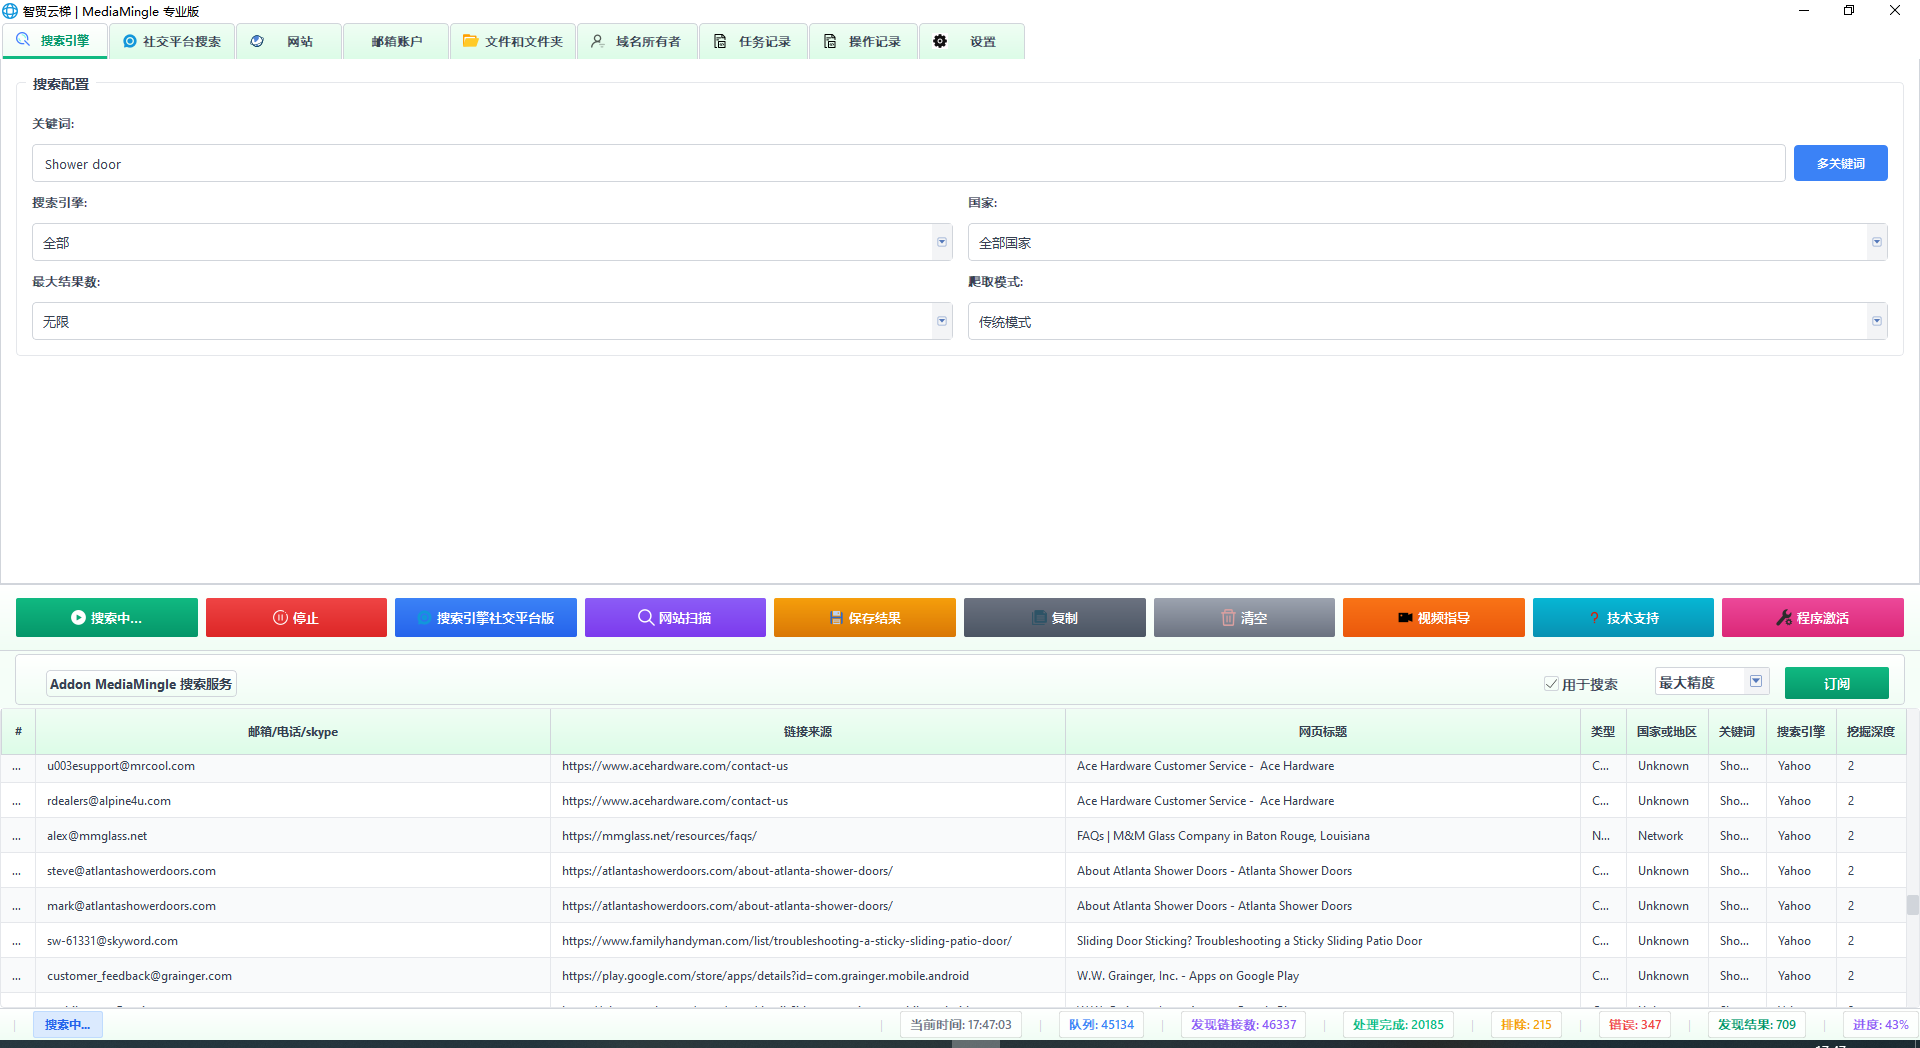 智贸云梯 | MediaMingle 专业版
搜索引擎 社交平台搜索 网站 邮箱账户 文件和文件夹 域名所有者 任务记录 操作记录 设置
搜索配置
关键词:
Shower door 多关键词
搜索引擎: 国家:
全部 全部国家
最大结果数: 爬取模式:
无限 传统模式
搜索中... 停止 搜索引擎社交平台版 网站扫描 保存结果 复制 清空 视频指导 技术支持 程序激活
Addon MediaMingle 搜索服务 用于搜索 最大精度 订阅
# 邮箱/电话/skype 链接来源 网页标题 类型 国家或地区 关键词 搜索引擎 挖掘深度
... u003esupport@mrcool.com https://www.acehardware.com/contact-us Ace Hardware Customer Service - Ace Hardware C... Unknown Sho... Yahoo 2
... rdealers@alpine4u.com https://www.acehardware.com/contact-us Ace Hardware Customer Service - Ace Hardware C... Unknown Sho... Yahoo 2
... alex@mmglass.net https://mmglass.net/resources/faqs/ FAQs | M&M Glass Company in Baton Rouge, Louisiana N... Network Sho... Yahoo 2
... steve@atlantashowerdoors.com https://atlantashowerdoors.com/about-atlanta-shower-doors/ About Atlanta Shower Doors - Atlanta Shower Doors C... Unknown Sho... Yahoo 2
... mark@atlantashowerdoors.com https://atlantashowerdoors.com/about-atlanta-shower-doors/ About Atlanta Shower Doors - Atlanta Shower Doors C... Unknown Sho... Yahoo 2
... sw-61331@skyword.com https://www.familyhandyman.com/list/troubleshooting-a-sticky-sliding-patio-door/ Sliding Door Sticking? Troubleshooting a Sticky Sliding Patio Door C... Unknown Sho... Yahoo 2
... customer_feedback@grainger.com https://play.google.com/store/apps/details?id=com.grainger.mobile.android W.W. Grainger, Inc. - Apps on Google Play C... Unknown Sho... Yahoo 2
搜索中... 当前时间: 17:47:03 队列: 45134 发现链接数: 46337 处理完成: 20185 排除: 215 错误: 347 发现结果: 709 进度: 43%